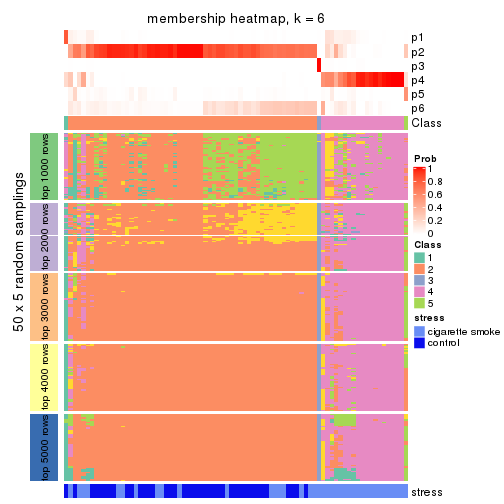 membership heatmap, k = 6
p1
p2
p3
p4
p5
p6
Class
50 x 5 random samplings
top 1000 rows
top 2000 rows
top 3000 rows
top 4000 rows
top 5000 rows
stress
Prob
1
0.8
0.6
0.4
0.2
0
Class
1
2
3
4
5
stress
cigarette smoke
control